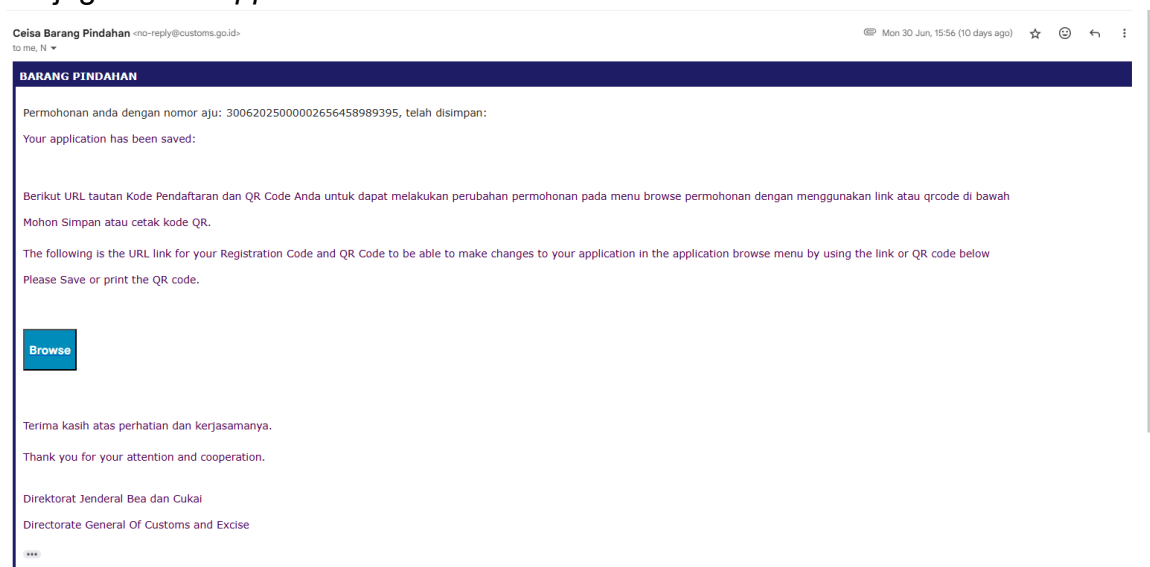 Ceisa Barang Pindahan <no-reply@customs.go.id>
Mon 30 Jun, 15:56 (10 days ago)
to me, N
BARANG PINDAHAN
Permohonan anda dengan nomor aju: 30062025000002656458989395, telah disimpan:
Your application has been saved:
Berikut URL tautan Kode Pendaftaran dan QR Code Anda untuk dapat melakukan perubahan permohonan pada menu browse permohonan dengan menggunakan link atau qrcode di bawah
Mohon Simpan atau cetak kode QR.
The following is the URL link for your Registration Code and QR Code to be able to make changes to your application in the application browse menu by using the link or QR code below
Please Save or print the QR code.
Browse
Terima kasih atas perhatian dan kerjasamanya.
Thank you for your attention and cooperation.
Direktorat Jenderal Bea dan Cukai
Directorate General Of Customs and Excise